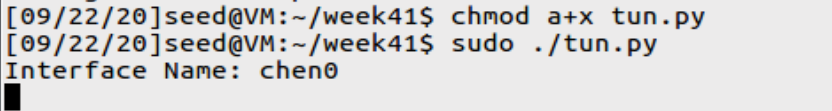 [09/22/20]seed@VM:~/week41$ chmod a+x tun.py
[09/22/20]seed@VM:~/week41$ sudo ./tun.py
Interface Name: chen0